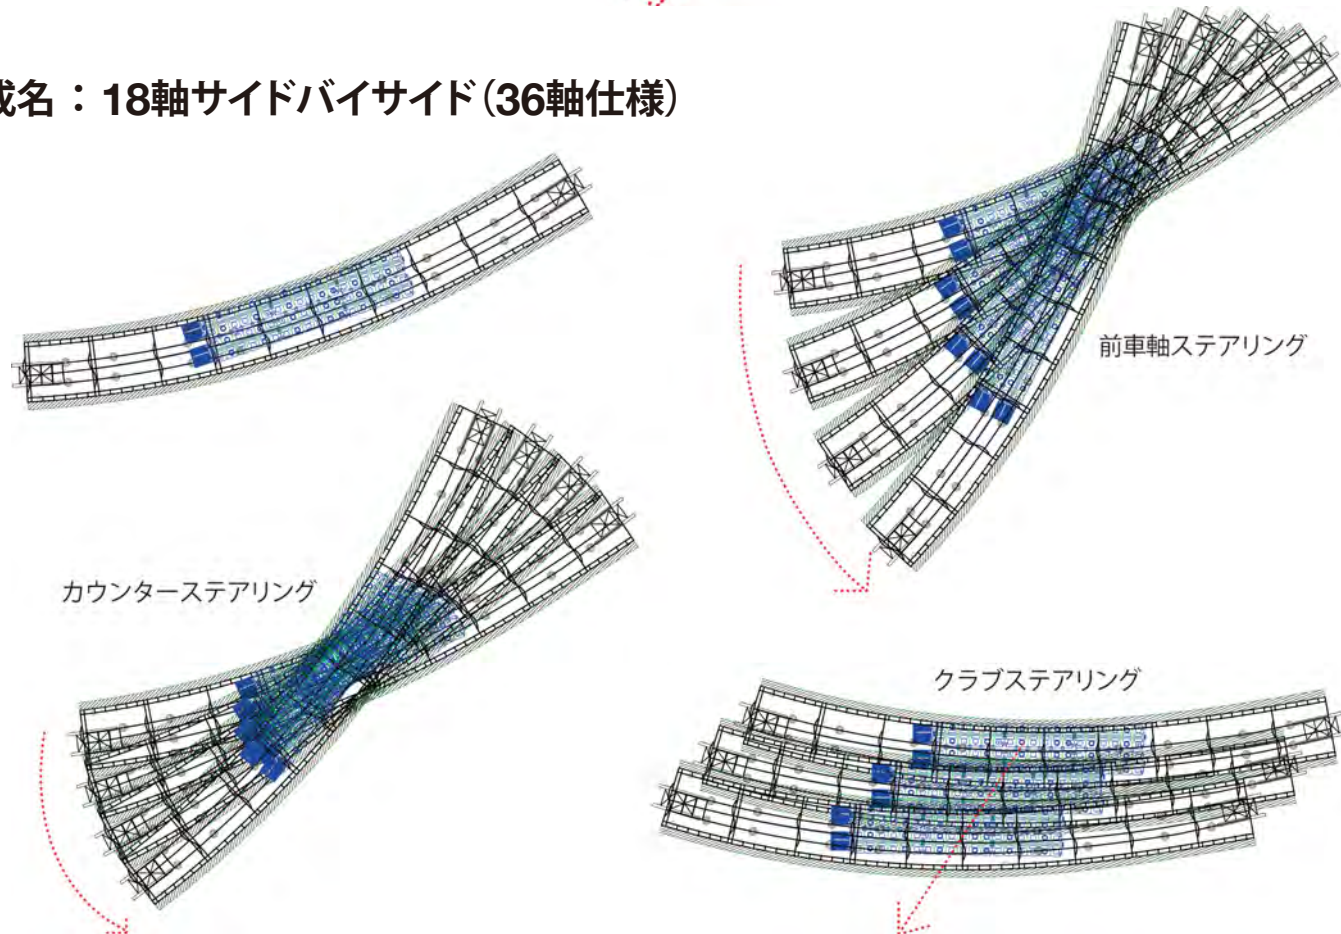 成名：18軸サイドバイサイド（36軸仕様）
前車軸ステアリング
カウンターステアリング
クラブステアリング